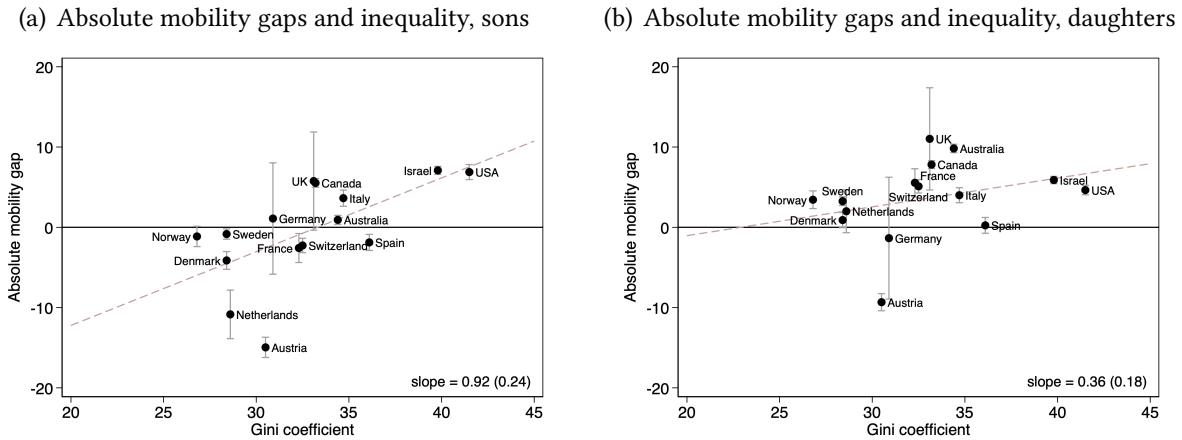 (a) Absolute mobility gaps and inequality, sons
Absolute mobility gap
20
10
0
-10
-20
UK
Canada
Israel
USA
Italy
Germany
Australia
Norway
Sweden
France
Switzerland
Spain
Denmark
Netherlands
Austria
slope = 0.92 (0.24)
20 25 30 35 40 45
Gini coefficient
(b) Absolute mobility gaps and inequality, daughters
Absolute mobility gap
20
10
0
-10
-20
UK
Australia
Canada
France
Israel
Sweden
Switzerland
Italy
USA
Norway
Netherlands
Denmark
Spain
Germany
Austria
slope = 0.36 (0.18)
20 25 30 35 40 45
Gini coefficient